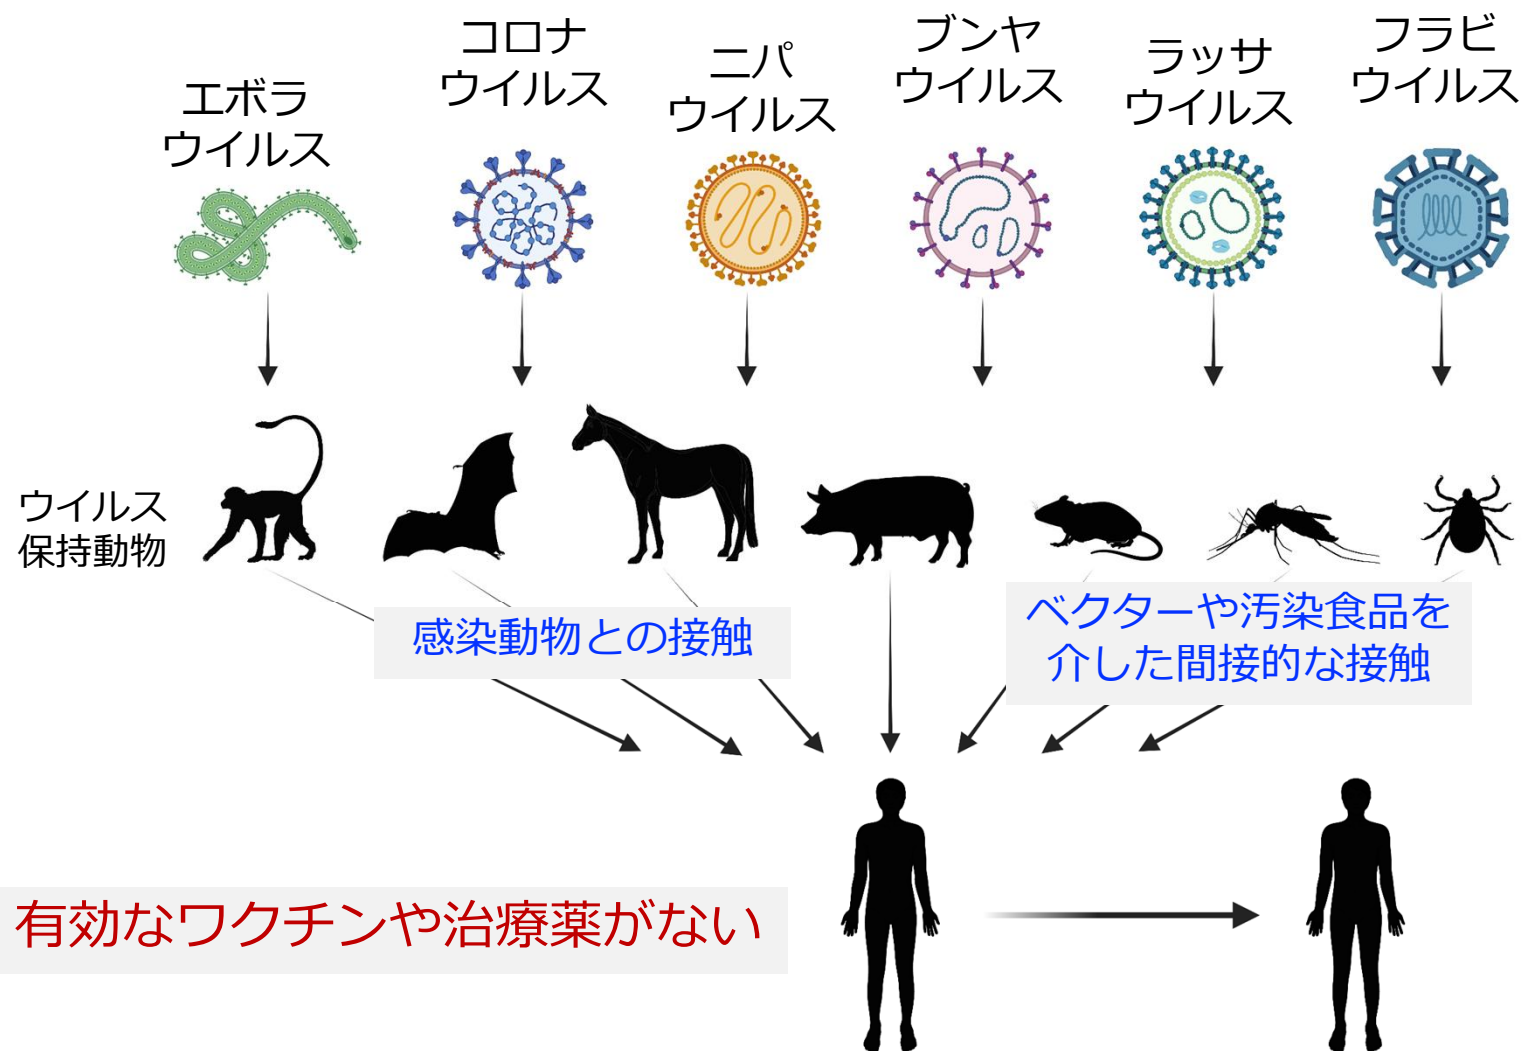 エボラ
ウイルス
コロナ
ウイルス
ニパ
ウイルス
ブンヤ
ウイルス
ラッサ
ウイルス
フラビ
ウイルス
ウイルス
保持動物
感染動物との接触
ベクターや汚染食品を
介した間接的な接触
有効なワクチンや治療薬がない